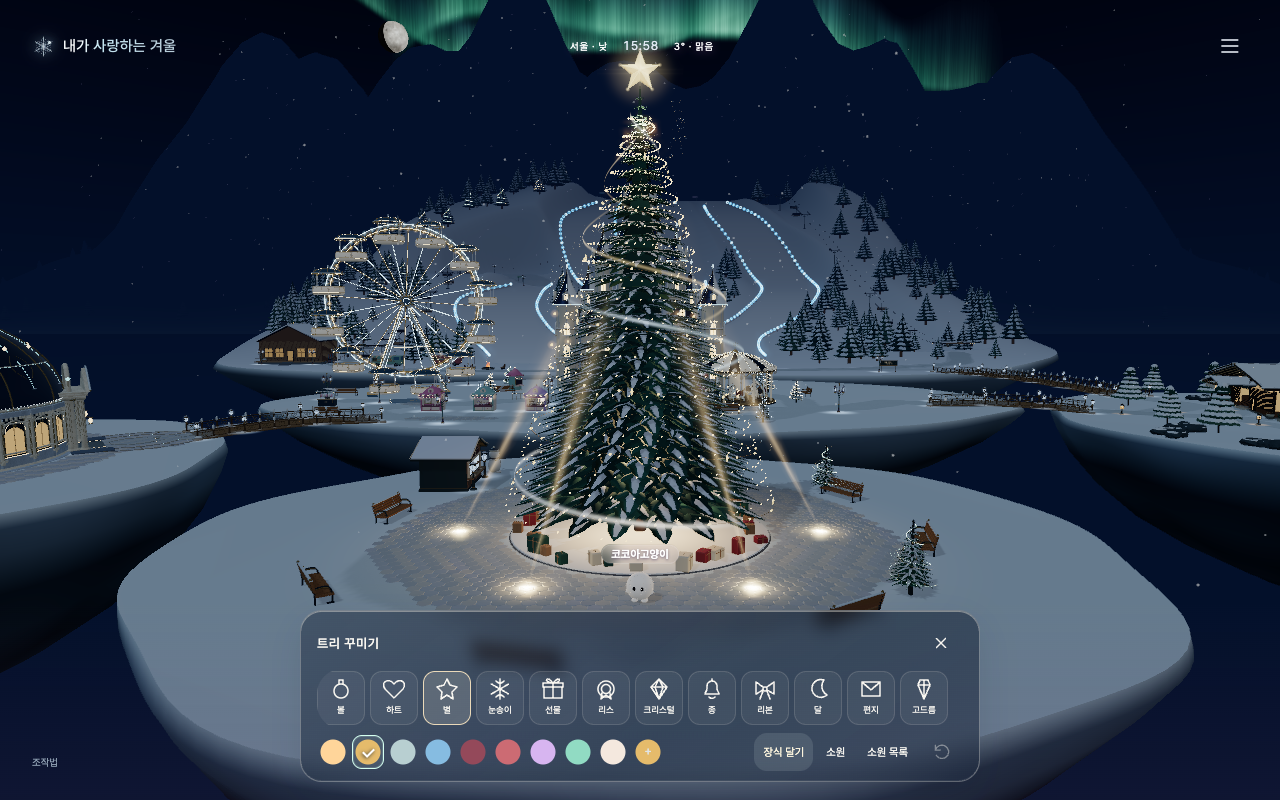 내가 사랑하는 겨울
서울 · 낮 15:58 3° · 맑음
코코아고양이
트리 꾸미기
볼 하트 별 눈송이 선물 리스 크리스털 종 리본 달 편지 고드름
장식 달기 소원 소원 목록
조작법